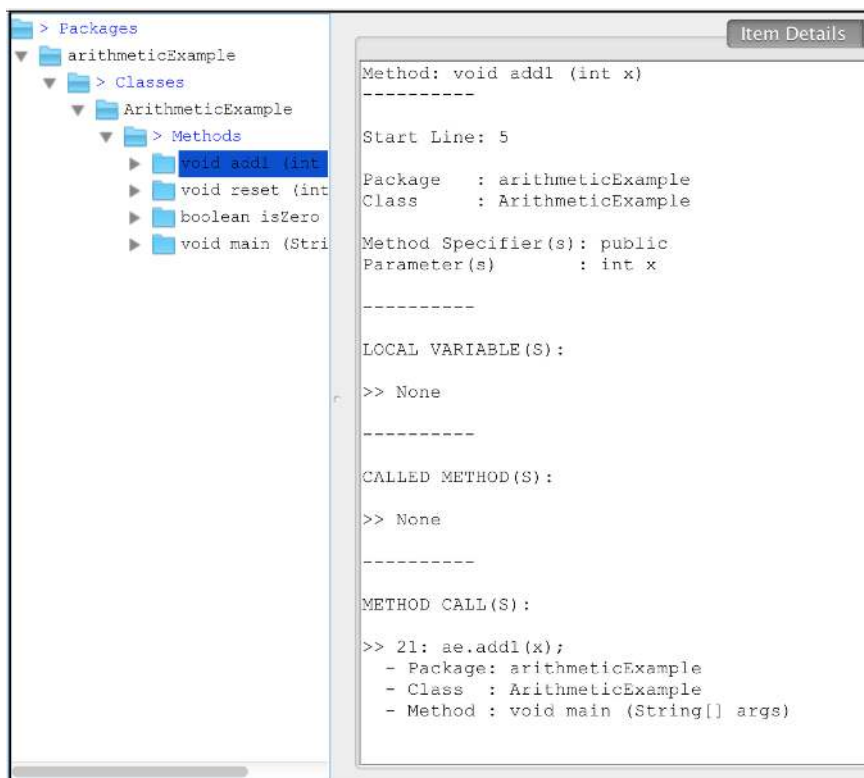 > Packages
arithmeticExample
> Classes
ArithmeticExample
> Methods
void add1 (int
void reset (int
boolean isZero
void main (Stri
Item Details
Method: void add1 (int x)
----------
Start Line: 5
Package   : arithmeticExample
Class     : ArithmeticExample
Method Specifier(s): public
Parameter(s)       : int x
----------
LOCAL VARIABLE(S):
>> None
----------
CALLED METHOD(S):
>> None
----------
METHOD CALL(S):
>> 21: ae.add1(x);
- Package: arithmeticExample
- Class  : ArithmeticExample
- Method : void main (String[] args)